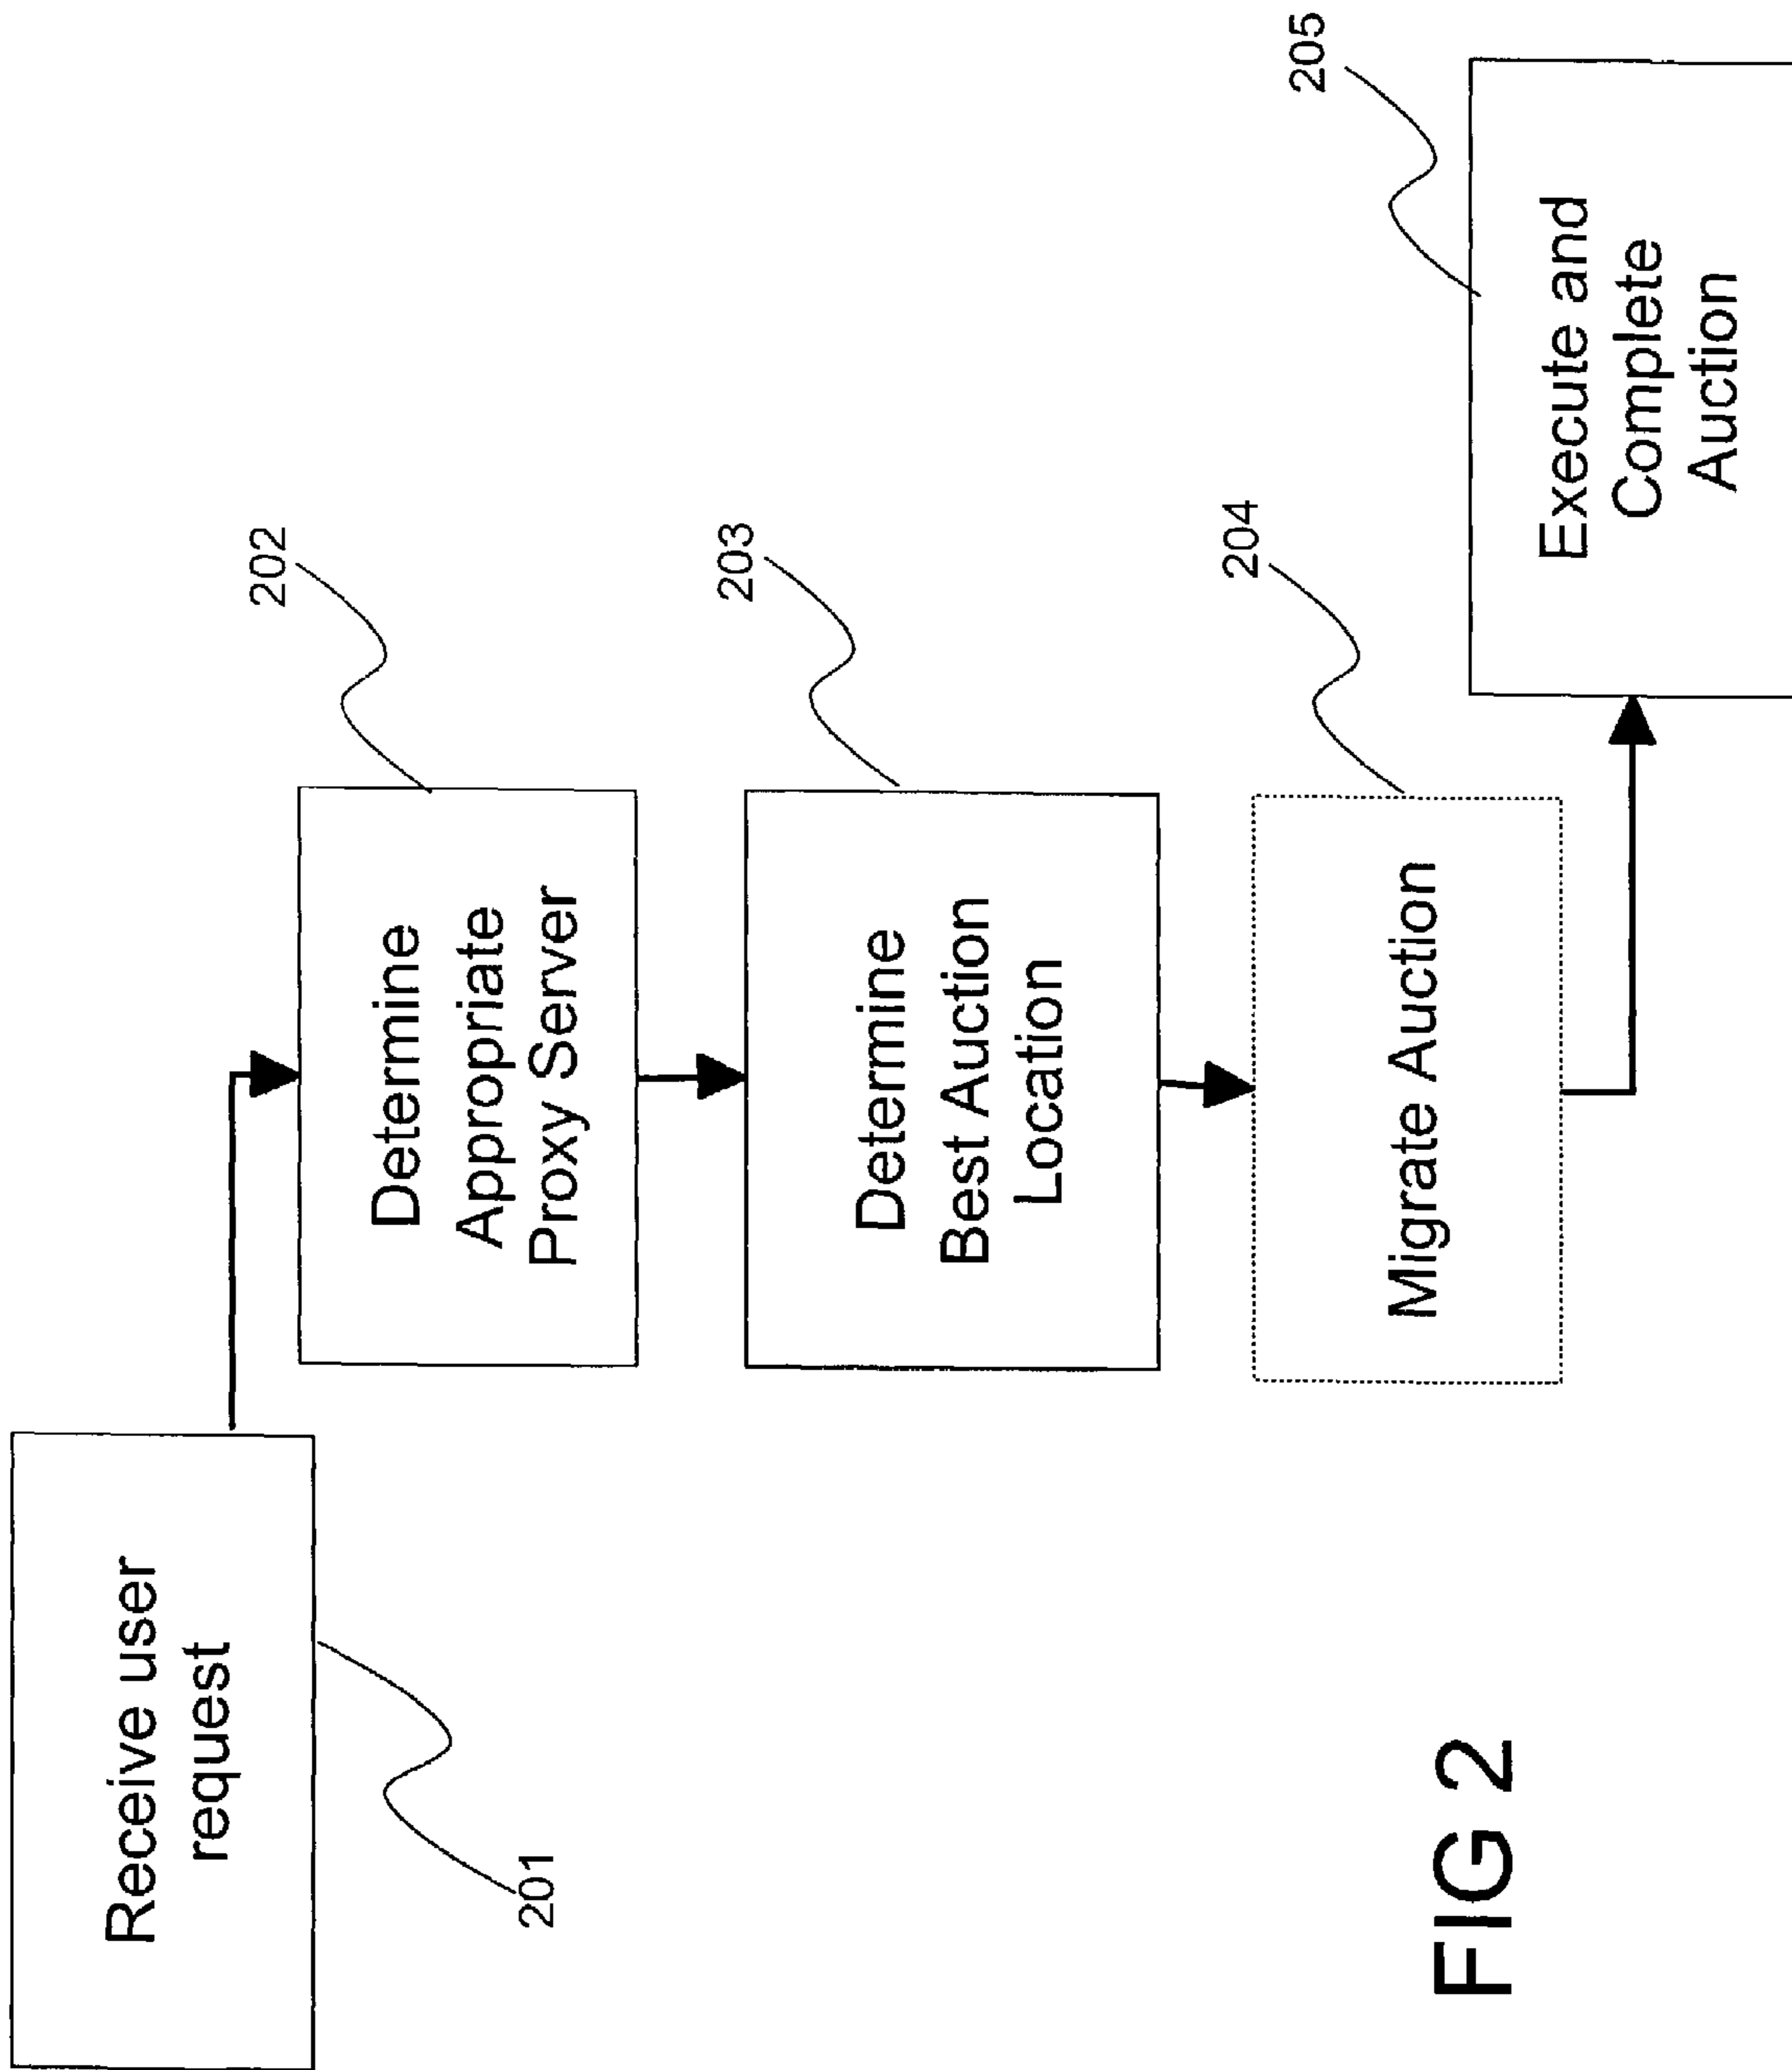 Receive user
request
201
202
Determine
Appropriate
Proxy Server
203
Determine
Best Auction
Location
204
Migrate Auction
205
Execute and
Complete
Auction
FIG 2